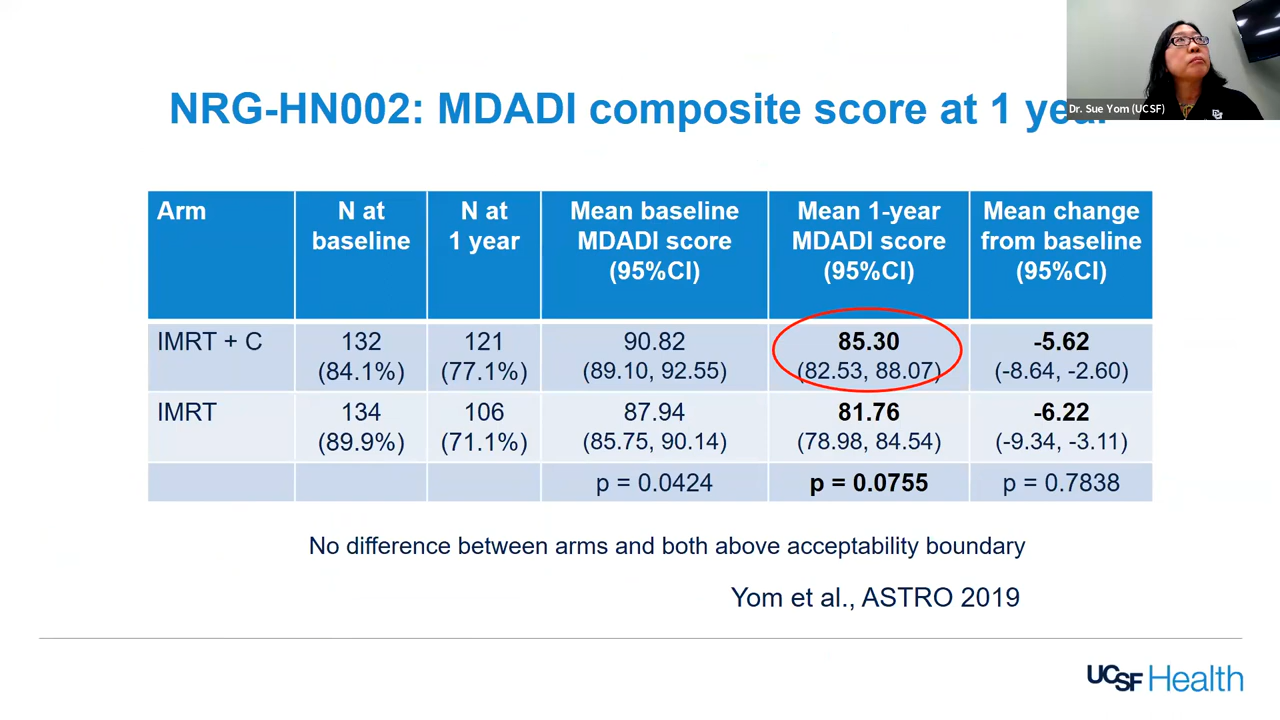 NRG-HN002: MDADI composite score at 1 year
Dr. Sue Yom (UCSF)
Arm
N at
baseline
N at
1 year
Mean baseline
MDADI score
(95%CI)
Mean 1-year
MDADI score
(95%CI)
Mean change
from baseline
(95%CI)
IMRT + C
132
(84.1%)
121
(77.1%)
90.82
(89.10, 92.55)
85.30
(82.53, 88.07)
-5.62
(-8.64, -2.60)
IMRT
134
(89.9%)
106
(71.1%)
87.94
(85.75, 90.14)
81.76
(78.98, 84.54)
-6.22
(-9.34, -3.11)
p = 0.0424
p = 0.0755
p = 0.7838
No difference between arms and both above acceptability boundary
Yom et al., ASTRO 2019
UCSF Health